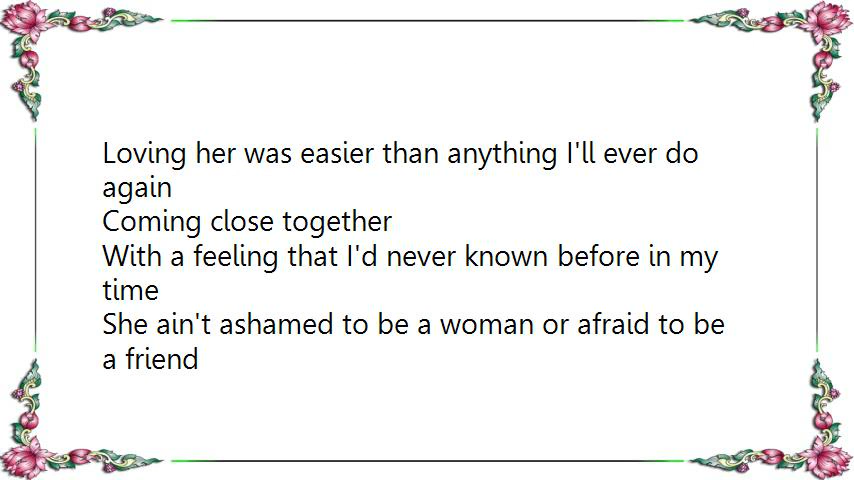 Loving her was easier than anything I'll ever do
again
Coming close together
With a feeling that I'd never known before in my
time
She ain't ashamed to be a woman or afraid to be
a friend